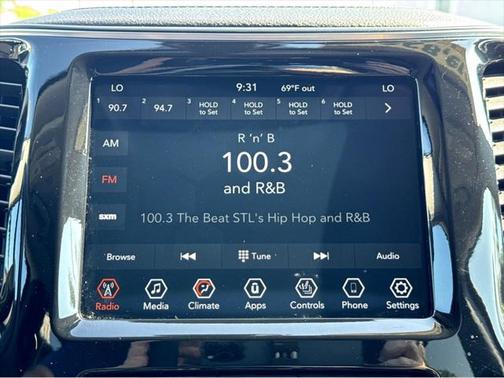 LO 9:31 69°F out LO
1 90.7 2 94.7 3 HOLD to Set 4 HOLD to Set 5 HOLD to Set 6 HOLD to Set
R 'n' B
AM
100.3
FM
and R&B
sxm
100.3 The Beat STL's Hip Hop and R&B
Browse Tune Audio
Radio Media Climate Apps Controls Phone Settings